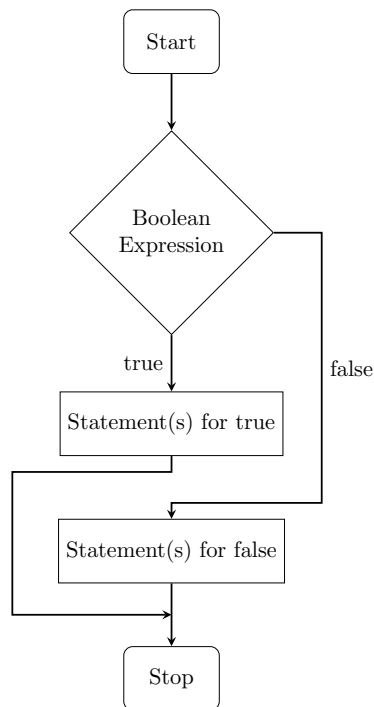 Start
Boolean
Expression
true
false
Statement(s) for true
Statement(s) for false
Stop